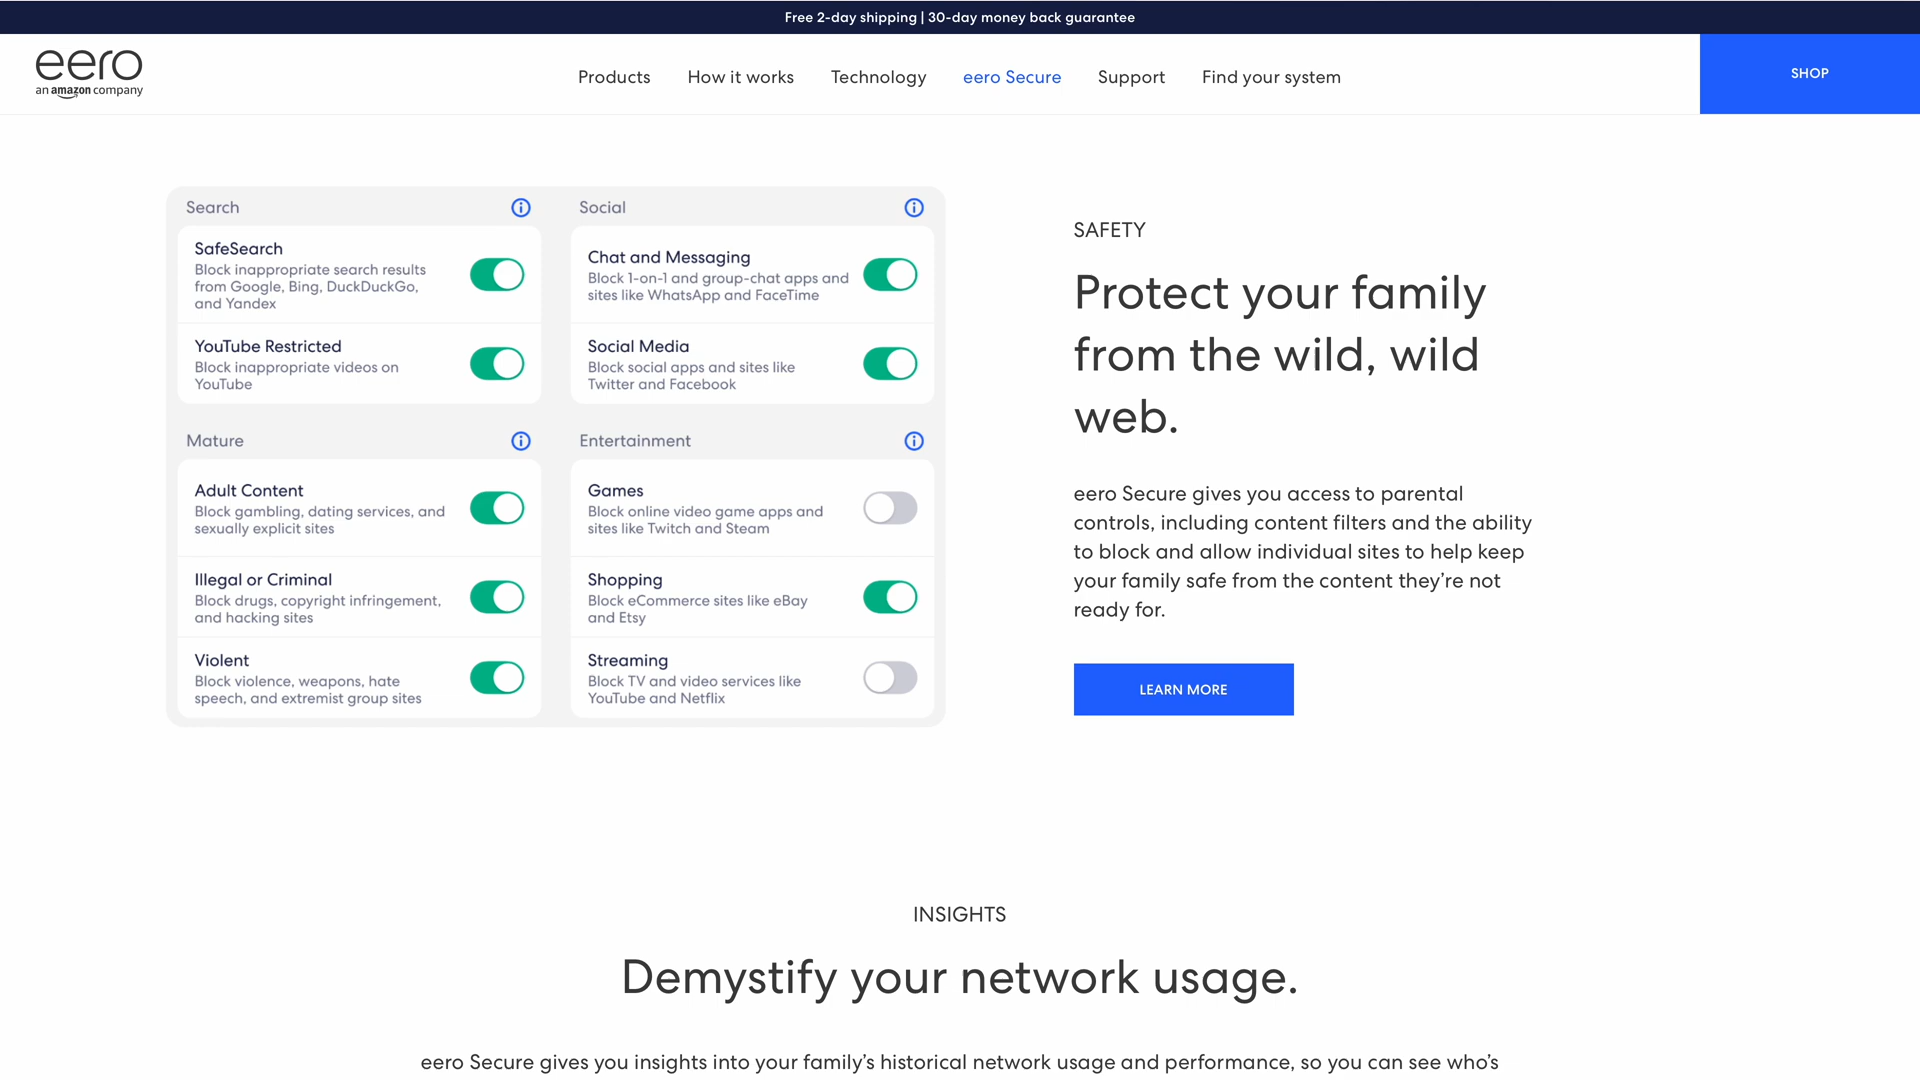 Free 2-day shipping | 30-day money back guarantee
eero
an amazon company
Products
How it works
Technology
eero Secure
Support
Find your system
SHOP
Search
SafeSearch
Block inappropriate search results
from Google, Bing, DuckDuckGo,
and Yandex
YouTube Restricted
Block inappropriate videos on
YouTube
Social
Chat and Messaging
Block 1-on-1 and group-chat apps and
sites like WhatsApp and FaceTime
Social Media
Block social apps and sites like
Twitter and Facebook
Mature
Adult Content
Block gambling, dating services, and
sexually explicit sites
Illegal or Criminal
Block drugs, copyright infringement,
and hacking sites
Violent
Block violence, weapons, hate
speech, and extremist group sites
Entertainment
Games
Block online video game apps and
sites like Twitch and Steam
Shopping
Block eCommerce sites like eBay
and Etsy
Streaming
Block TV and video services like
YouTube and Netflix
SAFETY
Protect your family
from the wild, wild
web.
eero Secure gives you access to parental
controls, including content filters and the ability
to block and allow individual sites to help keep
your family safe from the content they’re not
ready for.
LEARN MORE
INSIGHTS
Demystify your network usage.
eero Secure gives you insights into your family’s historical network usage and performance, so you can see who’s